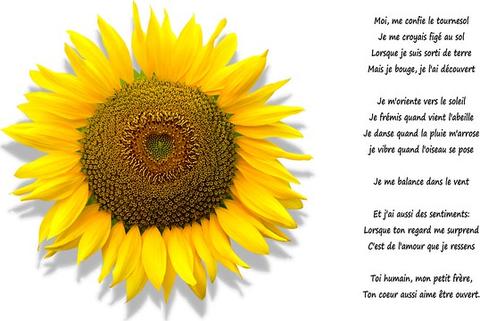 Moi, me confie le tournesol
Je me croyais figé au sol
Lorsque je suis sorti de terre
Mais je bouge, je l'ai découvert
Je m'oriente vers le soleil
Je frémis quand vient l'abeille
Je danse quand la pluie m'arrose
je vibre quand l'oiseau se pose
Je me balance dans le vent
Et j'ai aussi des sentiments:
Lorsque ton regard me surprend
C'est de l'amour que je ressens
Toi humain, mon petit frère,
Ton coeur aussi aime être ouvert.